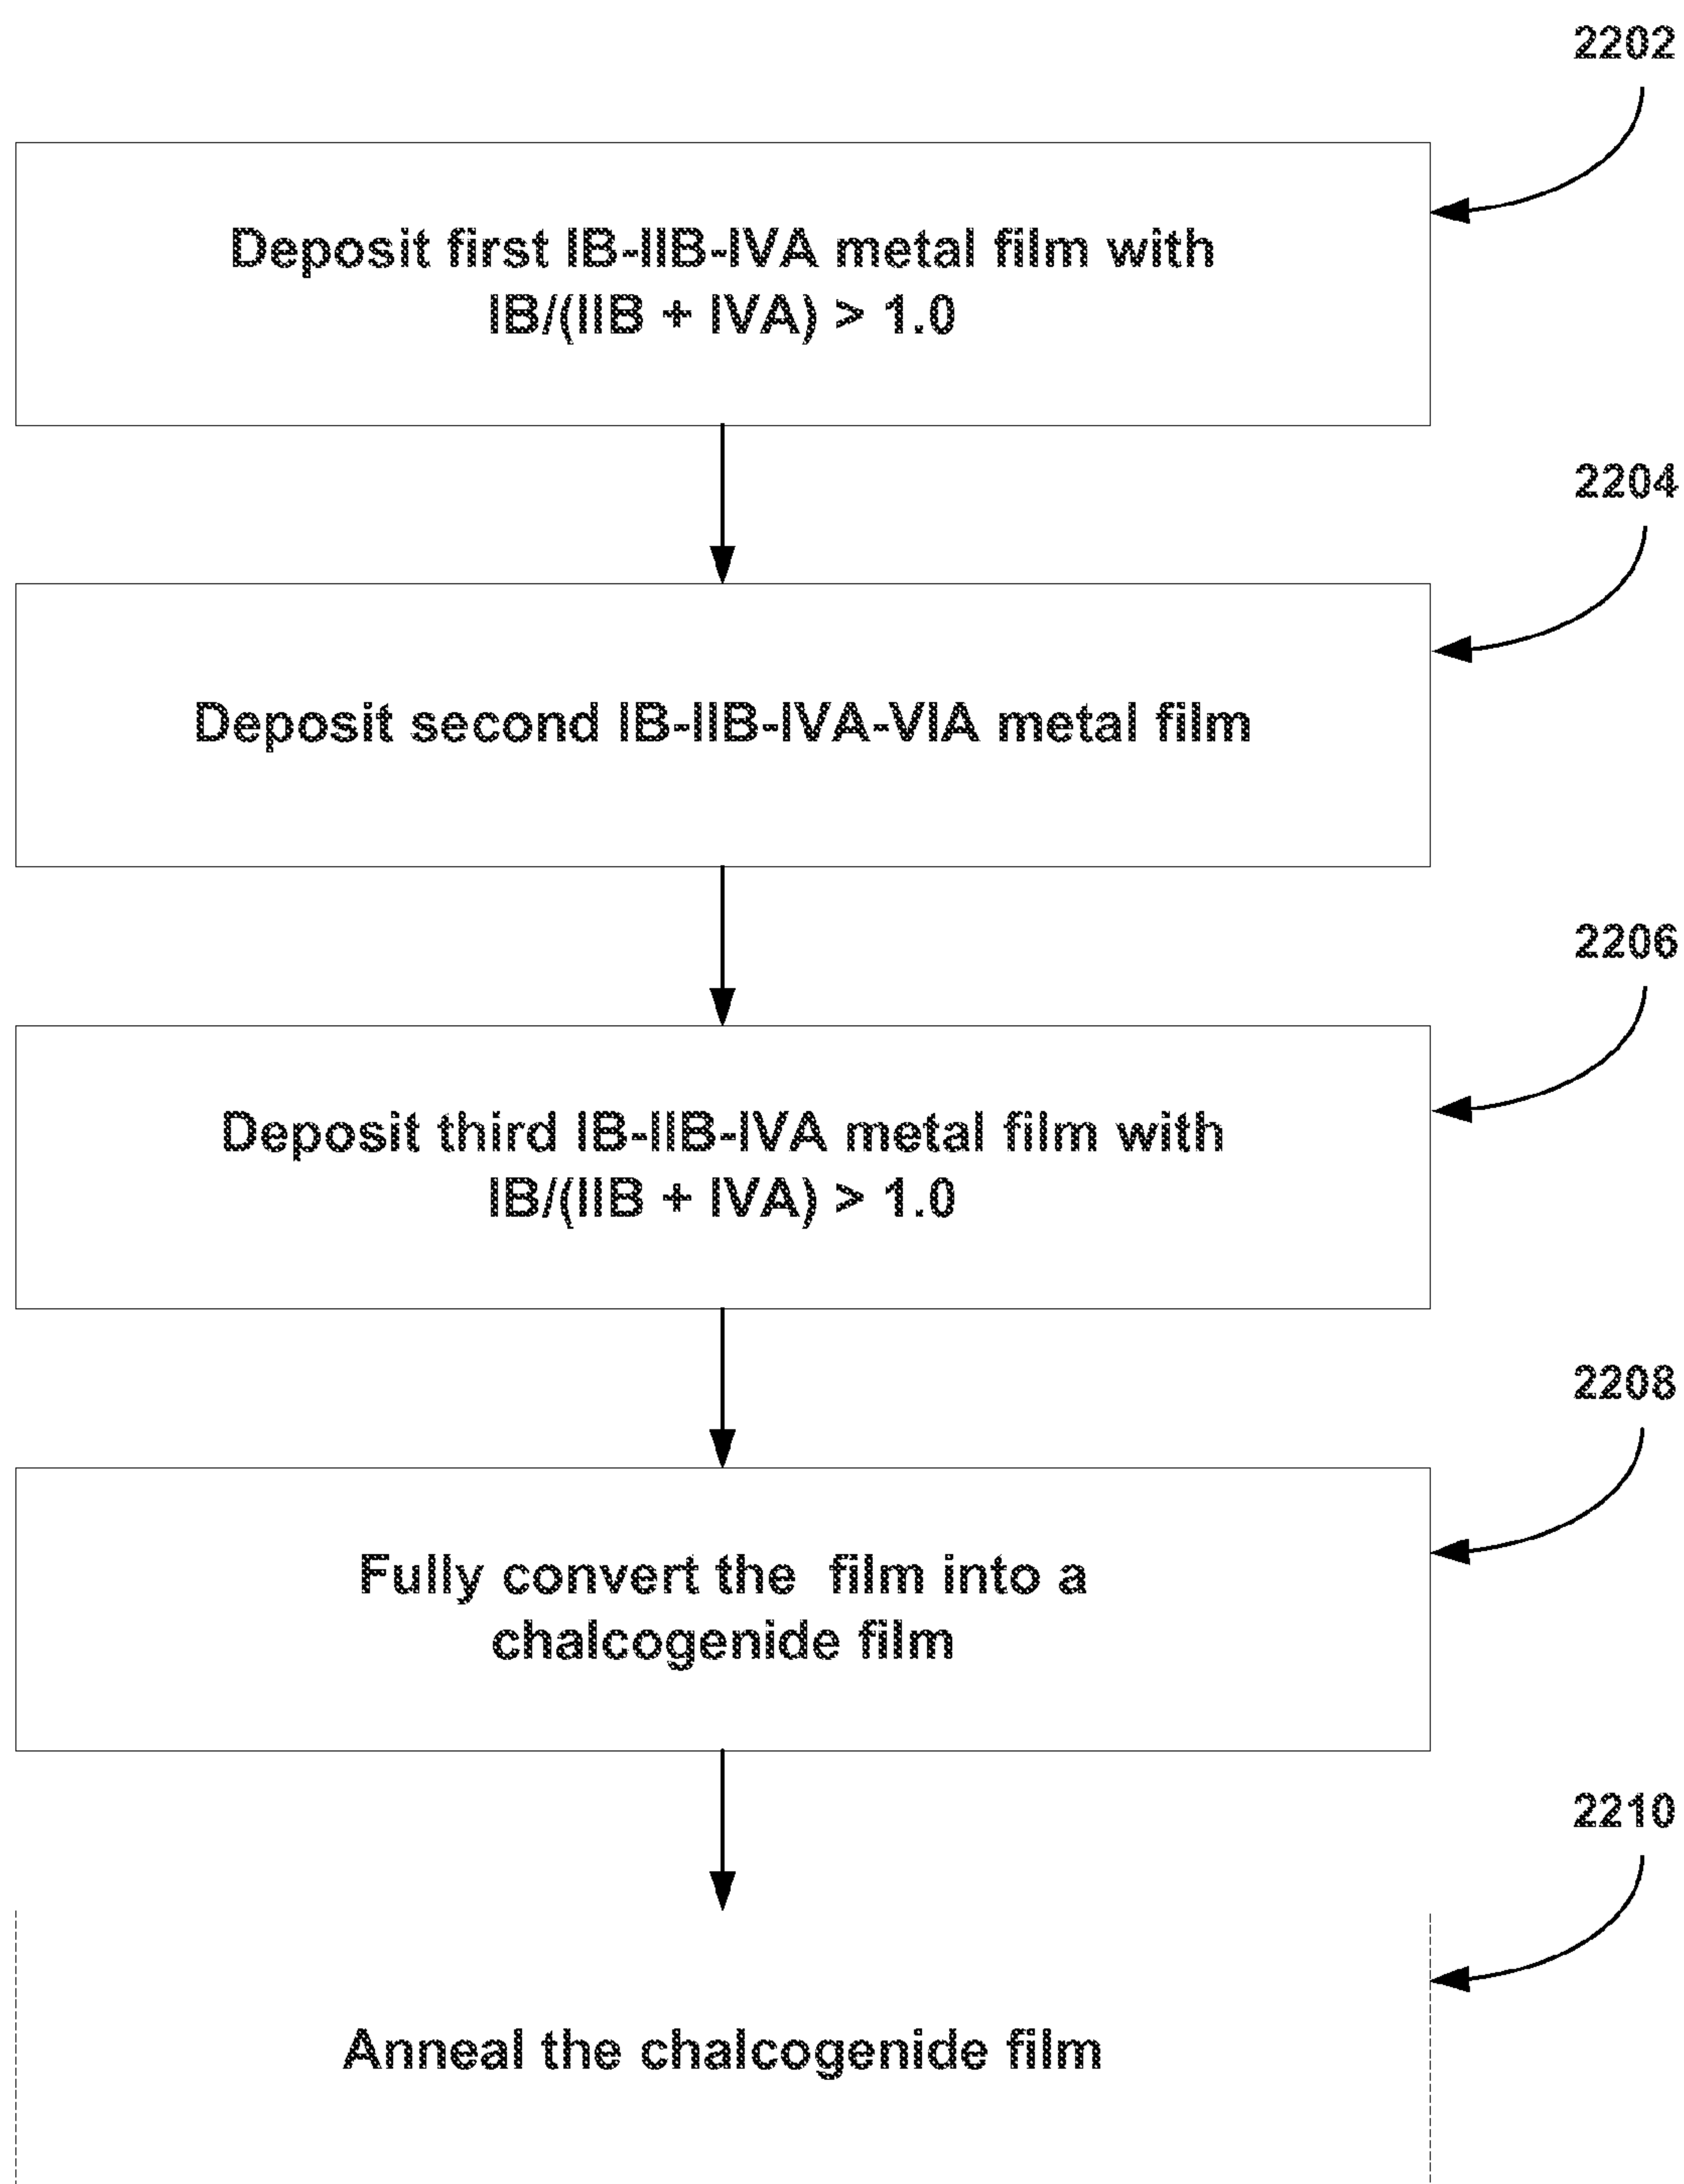 2202
Deposit first IB-IIB-IVA metal film with
IB/(IIB + IVA) > 1.0
2204
Deposit second IB-IIB-IVA-VIA metal film
2206
Deposit third IB-IIB-IVA metal film with
IB/(IIB + IVA) > 1.0
2208
Fully convert the film into a
chalcogenide film
2210
Anneal the chalcogenide film